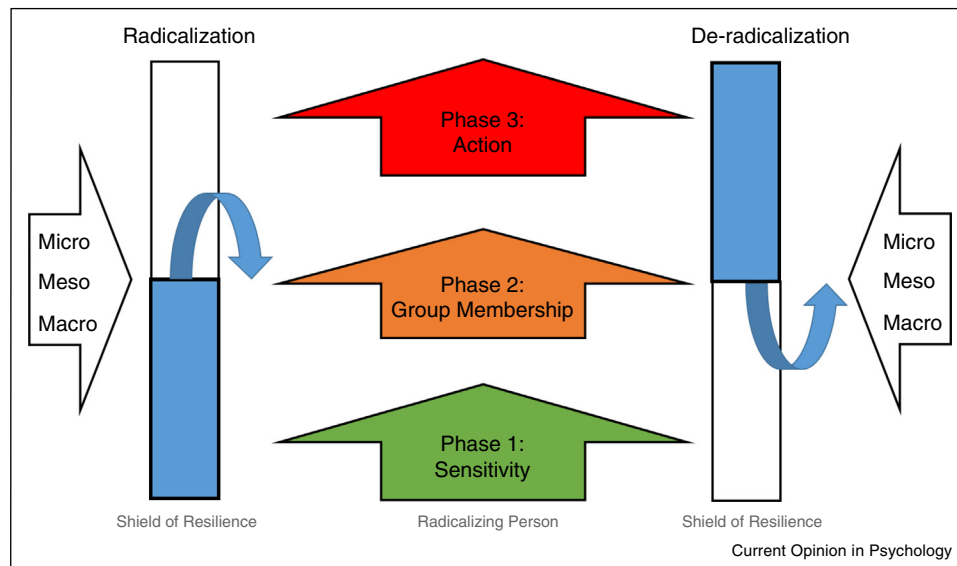 Radicalization
De-radicalization
Phase 3:
Action
Micro
Meso
Macro
Phase 2:
Group Membership
Micro
Meso
Macro
Phase 1:
Sensitivity
Shield of Resilience
Radicalizing Person
Shield of Resilience
Current Opinion in Psychology